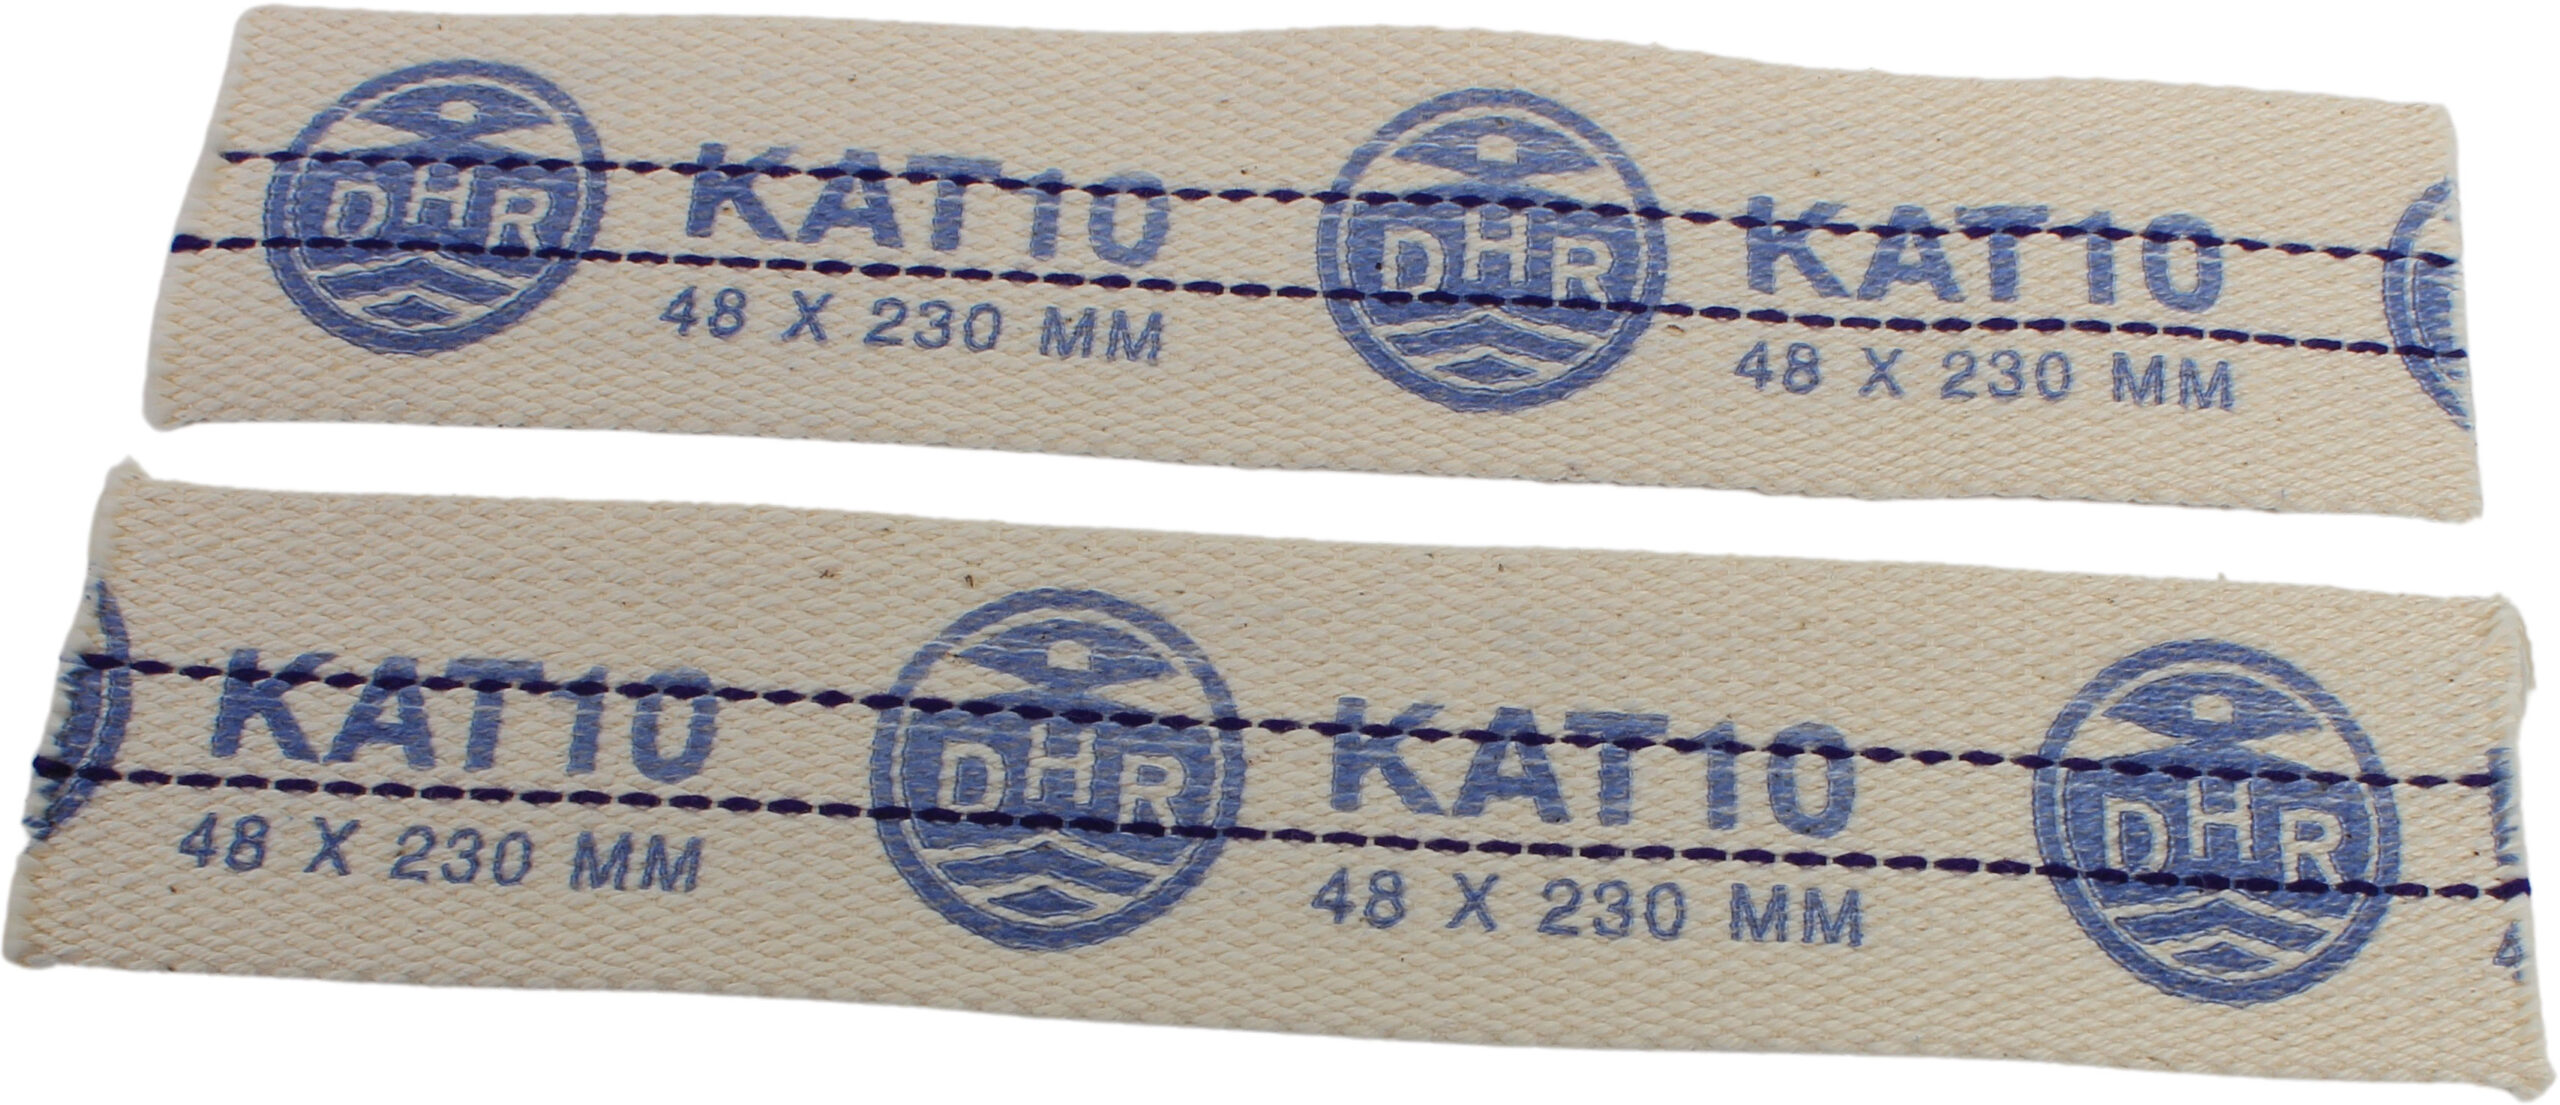 DHR KAT10 DHR KAT10
48 X 230 MM 48 X 230 MM
KAT10 DHR KAT10 DHR
48 X 230 MM 48 X 230 MM 4